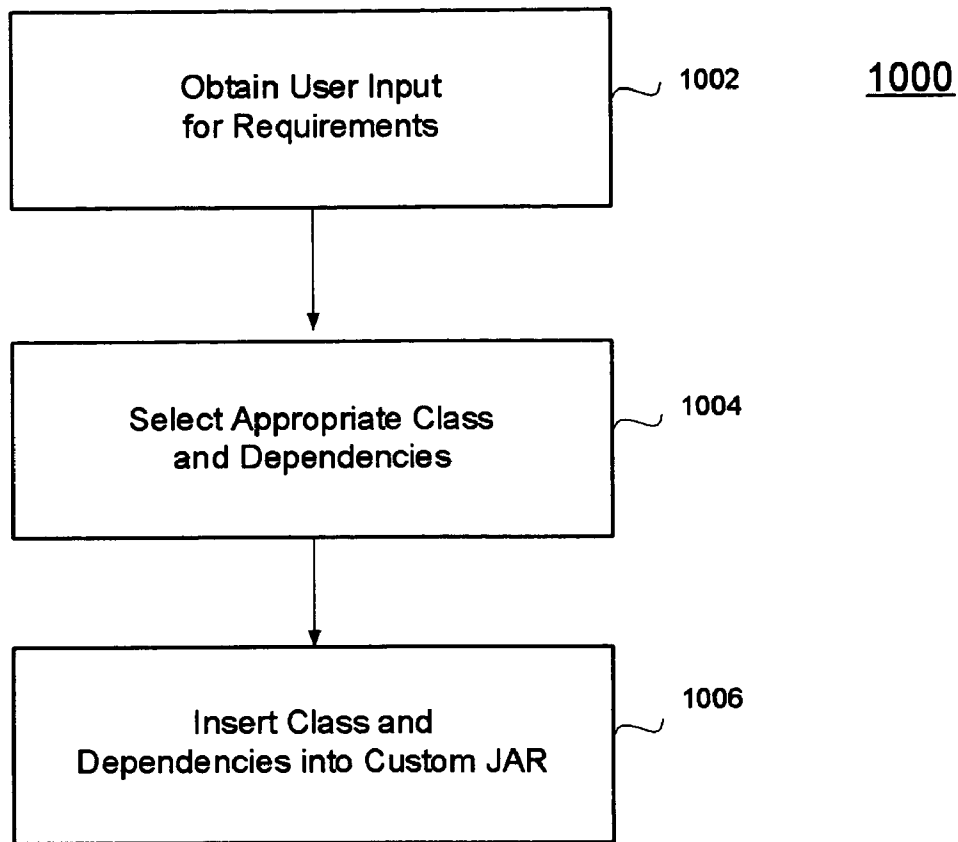 Obtain User Input
for Requirements
1002
1000
Select Appropriate Class
and Dependencies
1004
Insert Class and
Dependencies into Custom JAR
1006